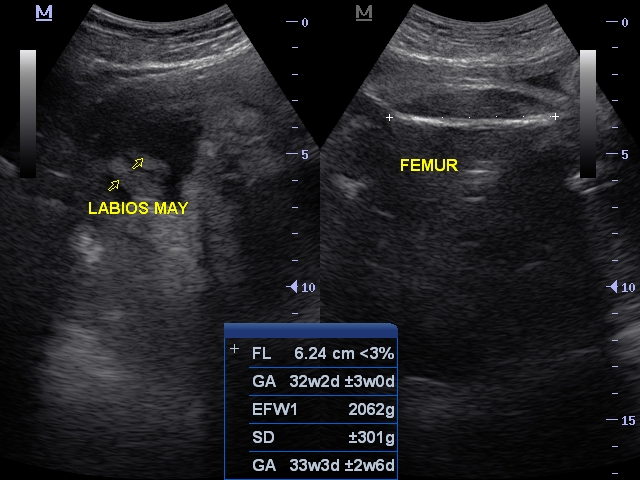 M
0
5
10
LABIOS MAY
M
0
5
10
15
FEMUR
+ FL 6.24 cm <3%
GA 32w2d ±3w0d
EFW1 2062g
SD ±301g
GA 33w3d ±2w6d